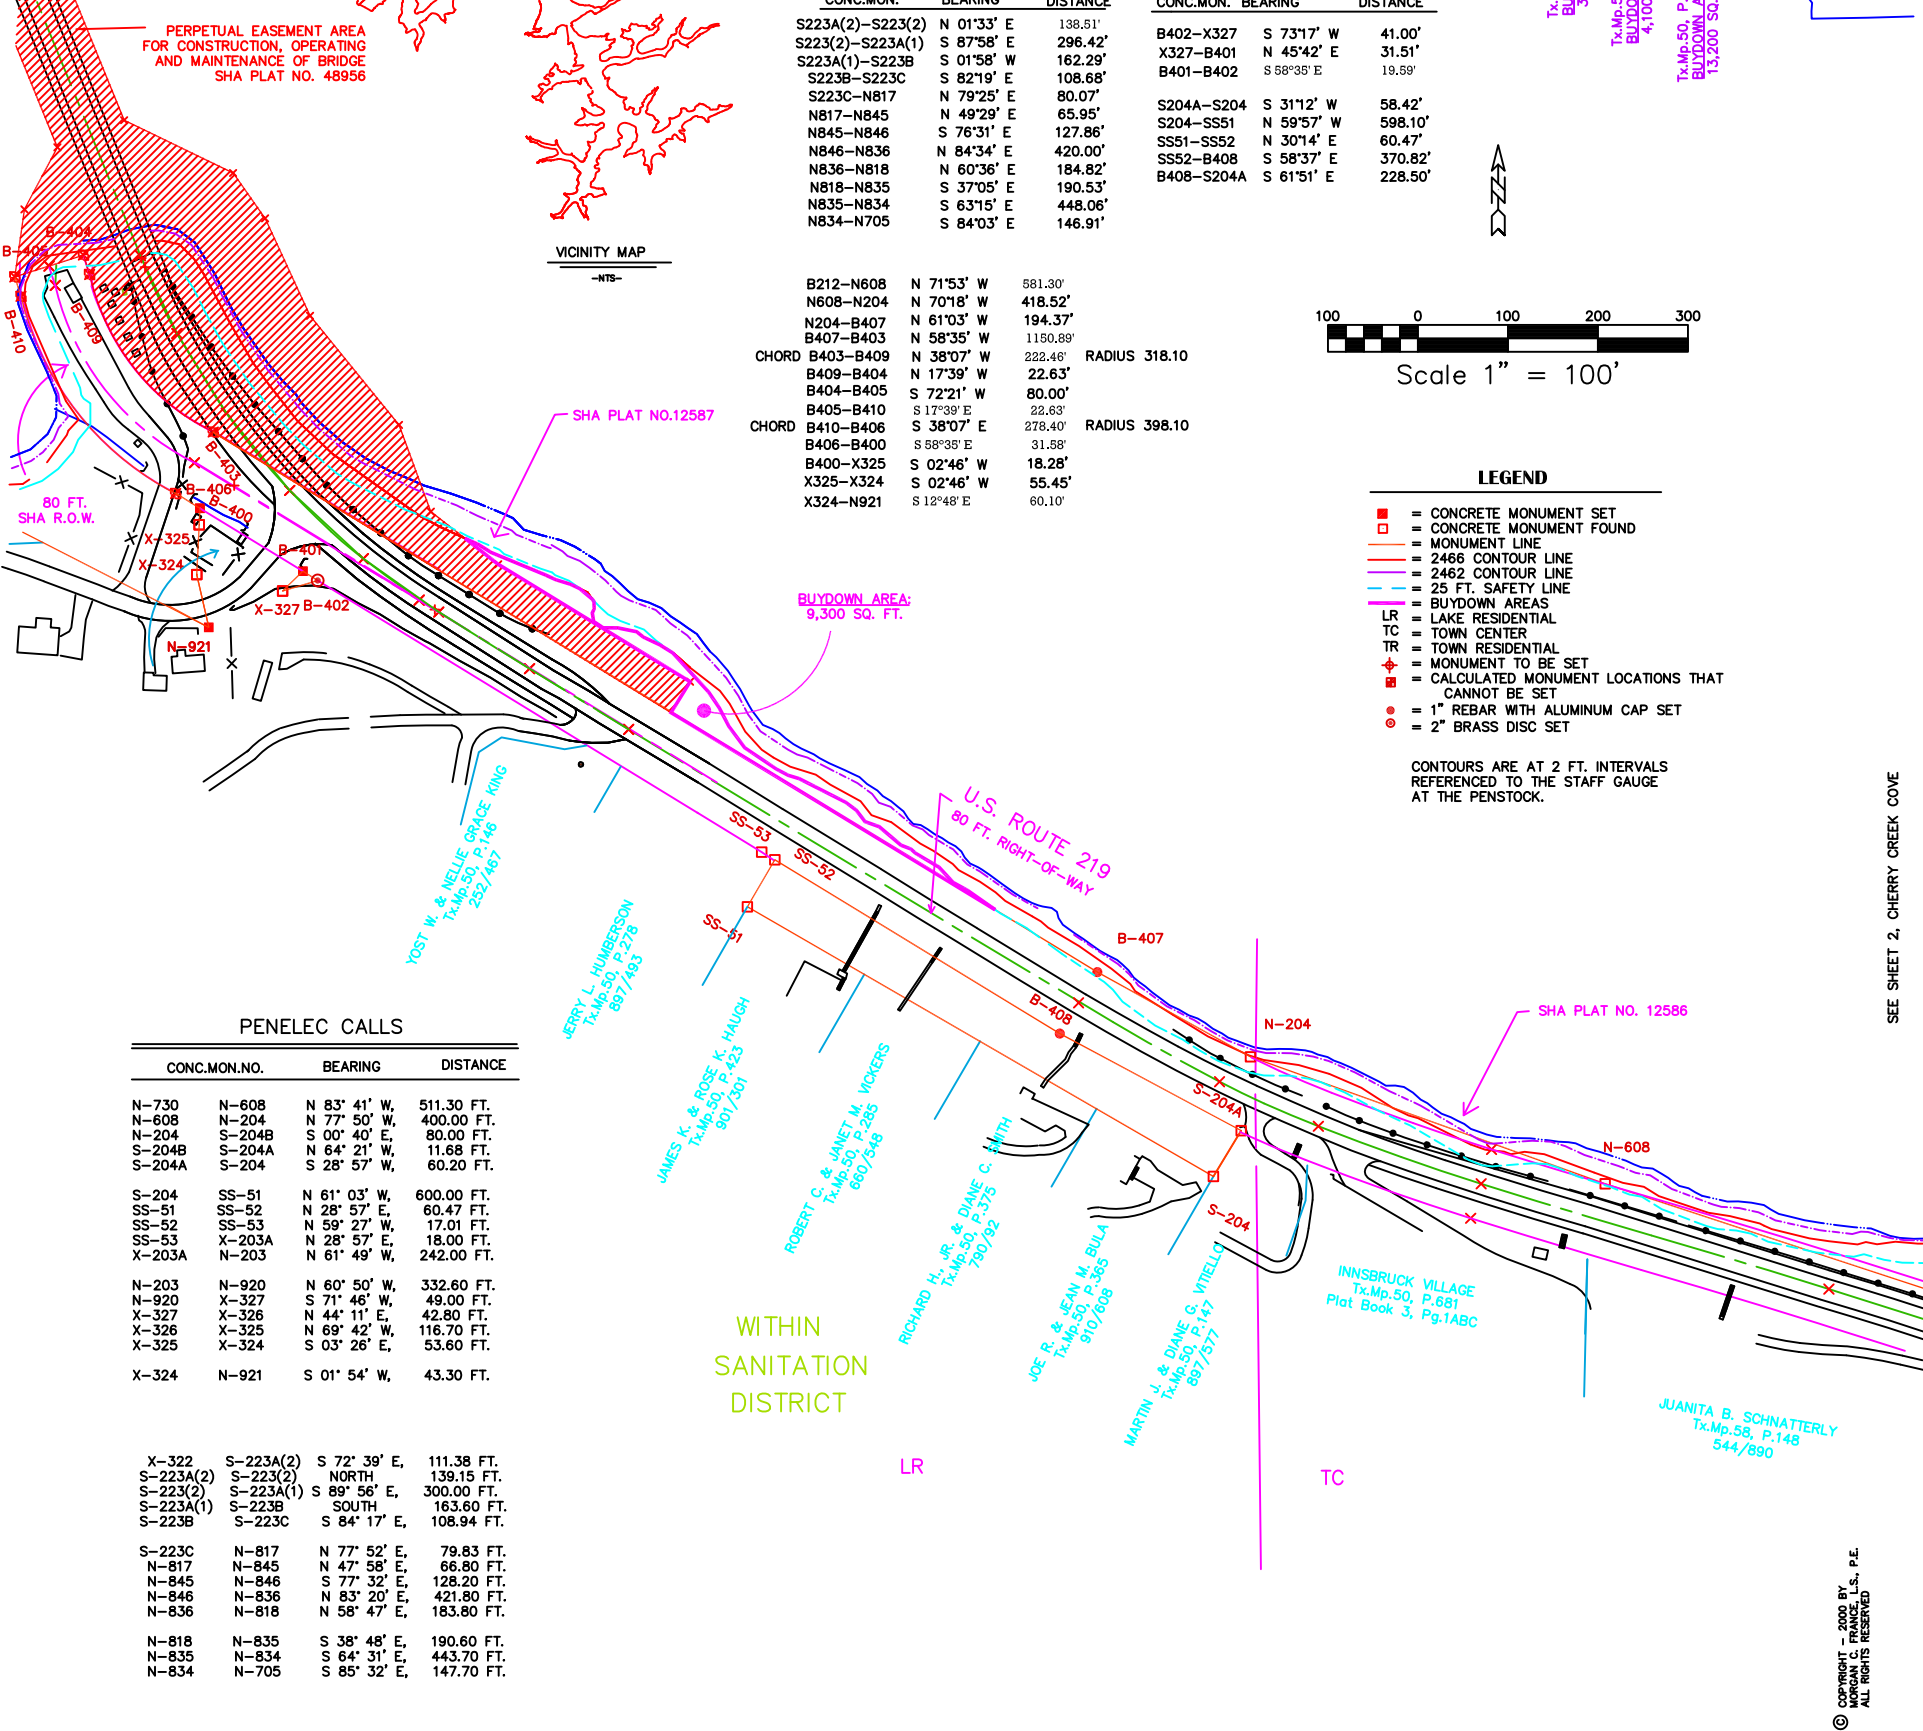 PERPETUAL EASEMENT AREA
FOR CONSTRUCTION, OPERATING
AND MAINTENANCE OF BRIDGE
SHA PLAT NO. 48956
VICINITY MAP
-NTS-
CONC.MON. BEARING DISTANCE
S223A(2)-S223(2) N 01°33' E 138.51'
S223(2)-S223A(1) S 87°58' E 296.42'
S223A(1)-S223B S 01°58' W 162.29'
S223B-S223C S 82°19' E 108.68'
S223C-N817 N 79°25' E 80.07'
N817-N845 N 49°29' E 65.95'
N845-N846 S 76°31' E 127.86'
N846-N836 N 84°34' E 420.00'
N836-N818 N 60°36' E 184.82'
N818-N835 S 37°05' E 190.53'
N835-N834 S 63°15' E 448.06'
N834-N705 S 84°03' E 146.91'
CONC.MON. BEARING DISTANCE
B402-X327 S 73°17' W 41.00'
X327-B401 N 45°42' E 31.51'
B401-B402 S 58°35' E 19.59'
S204A-S204 S 31°12' W 58.42'
S204-SS51 N 59°57' W 598.10'
SS51-SS52 N 30°14' E 60.47'
SS52-B408 S 58°37' E 370.82'
B408-S204A S 61°51' E 228.50'
B212-N608 N 71°53' W 581.30'
N608-N204 N 70°18' W 418.52'
N204-B407 N 61°03' W 194.37'
B407-B403 N 58°35' W 1150.89'
CHORD B403-B409 N 38°07' W 222.46' RADIUS 318.10
B409-B404 N 17°39' W 22.63'
B404-B405 S 72°21' W 80.00'
B405-B410 S 17°39' E 22.63'
CHORD B410-B406 S 38°07' E 278.40' RADIUS 398.10
B406-B400 S 58°35' E 31.58'
B400-X325 S 02°46' W 18.28'
X325-X324 S 02°46' W 55.45'
X324-N921 S 12°48' E 60.10'
Tx.Mp.50, P.
BUYDOWN A
13,200 SQ.
4,100
100 0 100 200 300
Scale 1" = 100'
LEGEND
= CONCRETE MONUMENT SET
= CONCRETE MONUMENT FOUND
= MONUMENT LINE
= 2466 CONTOUR LINE
= 2462 CONTOUR LINE
= 25 FT. SAFETY LINE
= BUYDOWN AREAS
LR = LAKE RESIDENTIAL
TC = TOWN CENTER
TR = TOWN RESIDENTIAL
= MONUMENT TO BE SET
= CALCULATED MONUMENT LOCATIONS THAT
CANNOT BE SET
= 1" REBAR WITH ALUMINUM CAP SET
= 2" BRASS DISC SET
CONTOURS ARE AT 2 FT. INTERVALS
REFERENCED TO THE STAFF GAUGE
AT THE PENSTOCK.
SEE SHEET 2, CHERRY CREEK COVE
B-404
B-405
B-410
B-409
SHA PLAT NO.12587
B-403
80 FT.
SHA R.O.W.
B-406
B-400
X-325
X-324
B-401
X-327
B-402
N-921
BUYDOWN AREA:
9,300 SQ. FT.
U.S. ROUTE 219
80 FT. RIGHT-OF-WAY
SS-53
SS-52
SS-51
B-407
B-408
N-204
S-204A
S-204
SHA PLAT NO. 12586
N-608
YOST W. & NELLIE GRACE KING
Tx.Mp.50, P.146
252/467
JERRY L. HUMBERSON
Tx.Mp.50, P.278
897/493
JAMES K. & ROSE K. HAUGH
Tx.Mp.50, P.423
901/301
ROBERT C. & JANET M. VICKERS
Tx.Mp.50, P.285
660/548
RICHARD H., JR. & DIANE C. SMITH
Tx.Mp.50, P.375
790/92
JOE R. & JEAN M. BULA
Tx.Mp.50, P.365
910/608
MARTIN J. & DIANE G. VITIELLO
Tx.Mp.50, P.147
897/577
INNSBRUCK VILLAGE
Tx.Mp.50, P.681
Plat Book 3, Pg.1ABC
JUANITA B. SCHNATTERLY
Tx.Mp.58, P.148
544/890
WITHIN
SANITATION
DISTRICT
LR
TC
PENELEC CALLS
CONC.MON.NO. BEARING DISTANCE
N-730 N-608 N 83° 41' W, 511.30 FT.
N-608 N-204 N 77° 50' W, 400.00 FT.
N-204 S-204B S 00° 40' E, 80.00 FT.
S-204B S-204A N 64° 21' W, 11.68 FT.
S-204A S-204 S 28° 57' W, 60.20 FT.
S-204 SS-51 N 61° 03' W, 600.00 FT.
SS-51 SS-52 N 28° 57' E, 60.47 FT.
SS-52 SS-53 N 59° 27' W, 17.01 FT.
SS-53 X-203A N 28° 57' E, 18.00 FT.
X-203A N-203 N 61° 49' W, 242.00 FT.
N-203 N-920 N 60° 50' W, 332.60 FT.
N-920 X-327 S 71° 46' W, 49.00 FT.
X-327 X-326 N 44° 11' E, 42.80 FT.
X-326 X-325 N 69° 42' W, 116.70 FT.
X-325 X-324 S 03° 26' E, 53.60 FT.
X-324 N-921 S 01° 54' W, 43.30 FT.
X-322 S-223A(2) S 72° 39' E, 111.38 FT.
S-223A(2) S-223(2) NORTH 139.15 FT.
S-223(2) S-223A(1) S 89° 56' E, 300.00 FT.
S-223A(1) S-223B SOUTH 163.60 FT.
S-223B S-223C S 84° 17' E, 108.94 FT.
S-223C N-817 N 77° 52' E, 79.83 FT.
N-817 N-845 N 47° 58' E, 66.80 FT.
N-845 N-846 S 77° 32' E, 128.20 FT.
N-846 N-836 N 83° 20' E, 421.80 FT.
N-836 N-818 N 58° 47' E, 183.80 FT.
N-818 N-835 S 38° 48' E, 190.60 FT.
N-835 N-834 S 64° 31' E, 443.70 FT.
N-834 N-705 S 85° 32' E, 147.70 FT.
© COPYRIGHT - 2000 BY
MORGAN C. FRANCE, L.S., P.E.
ALL RIGHTS RESERVED